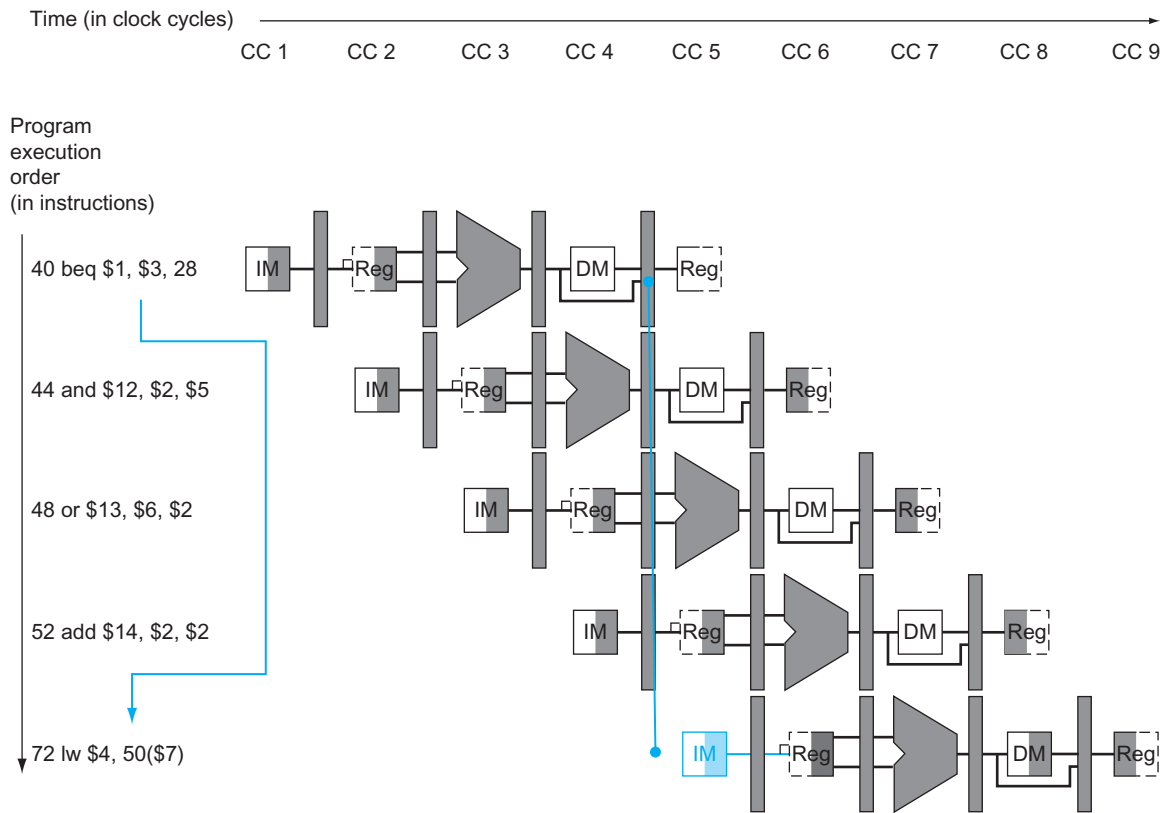 Time (in clock cycles)
CC 1 CC 2 CC 3 CC 4 CC 5 CC 6 CC 7 CC 8 CC 9
Program
execution
order
(in instructions)
40 beq $1, $3, 28
IM Reg DM Reg
44 and $12, $2, $5
IM Reg DM Reg
48 or $13, $6, $2
IM Reg DM Reg
52 add $14, $2, $2
IM Reg DM Reg
72 lw $4, 50($7)
IM Reg DM Reg